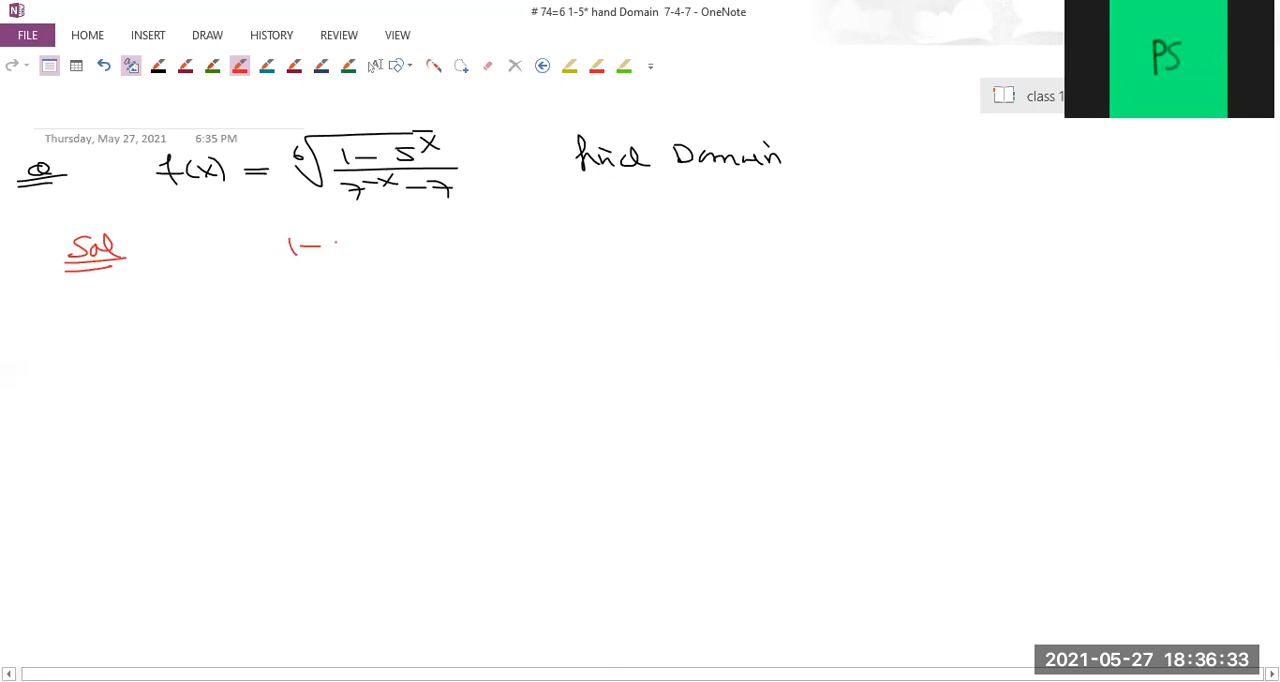 # 74=6 1-5* hand Domain 7-4-7 - OneNote
FILE HOME INSERT DRAW HISTORY REVIEW VIEW
PS
class 1
Thursday, May 27, 2021 6:35 PM
Q f(x) = ⁶√((1 - 5^x)/(7^-x - 7)) find Domain
Sol 1 -
2021-05-27 18:36:33